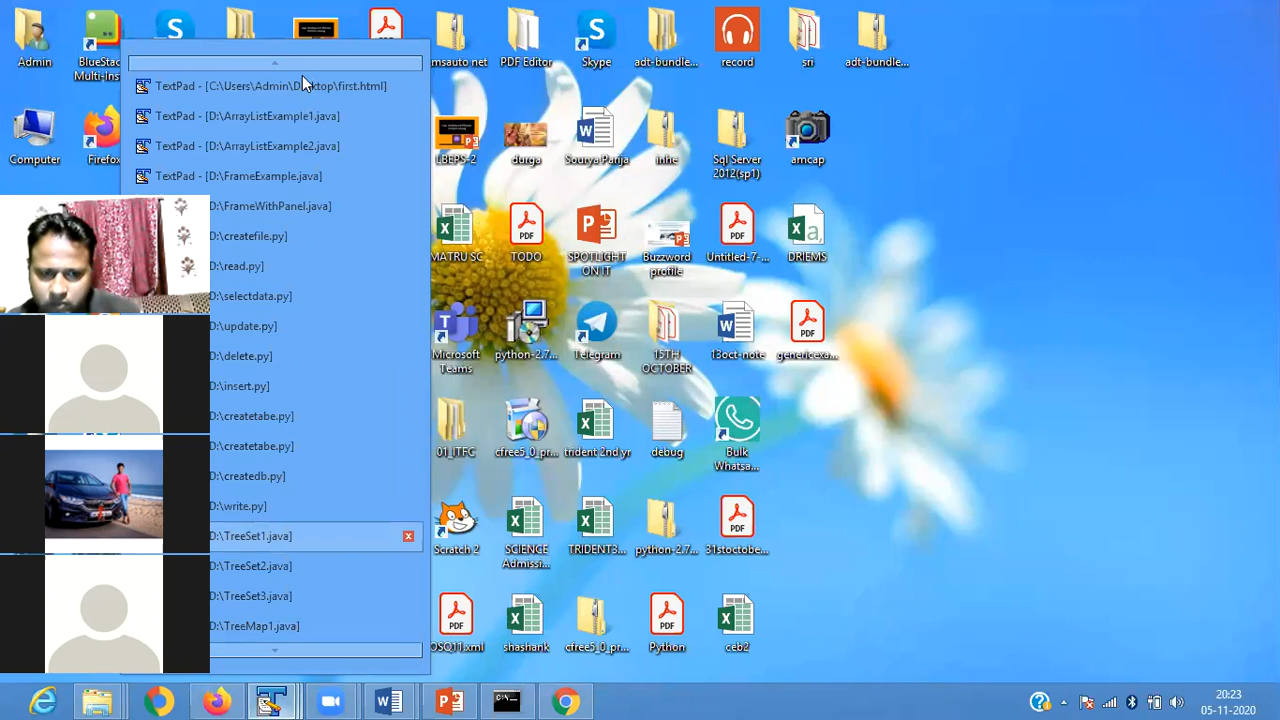 Admin
BlueStac
Multi-Inst
msauto net
PDF Editor
Skype
adt-bundle...
record
sri
adt-bundle...
TextPad - [C:\Users\Admin\Desktop\first.html]
TextPad - [D:\ArrayListExample1.java]
TextPad - [D:\ArrayListExample2.java]
TextPad - [D:\FrameExample.java]
D:\FrameWithPanel.java]
D:\createfile.py]
D:\read.py]
D:\selectdata.py]
D:\update.py]
D:\delete.py]
D:\insert.py]
D:\createtabe.py]
D:\createtabe.py]
D:\createdb.py]
D:\write.py]
D:\TreeSet1.java]
D:\TreeSet2.java]
D:\TreeSet3.java]
D:\TreeMap1.java]
Computer
Firefox
LBEPS-2
durga
Sourya Parija
inhe
Sql Server
2012(sp1)
amcap
MATRU SC
TODO
SPOTLIGHT
ON IT
Buzzword
profile
Untitled-7-...
DRIEMS
Microsoft
Teams
python-2.7...
Telegram
15TH
OCTOBER
13oct-note
genericexa...
01_ITFC
cfree5_0_pr...
trident 2nd yr
debug
Bulk
Whatsa...
Scratch 2
SCIENCE
Admissi...
TRIDENT3...
python-2.7...
31stoctobe...
OSQ11.xml
shashank
cfree5_0_pr...
Python
ceb2
20:23
05-11-2020